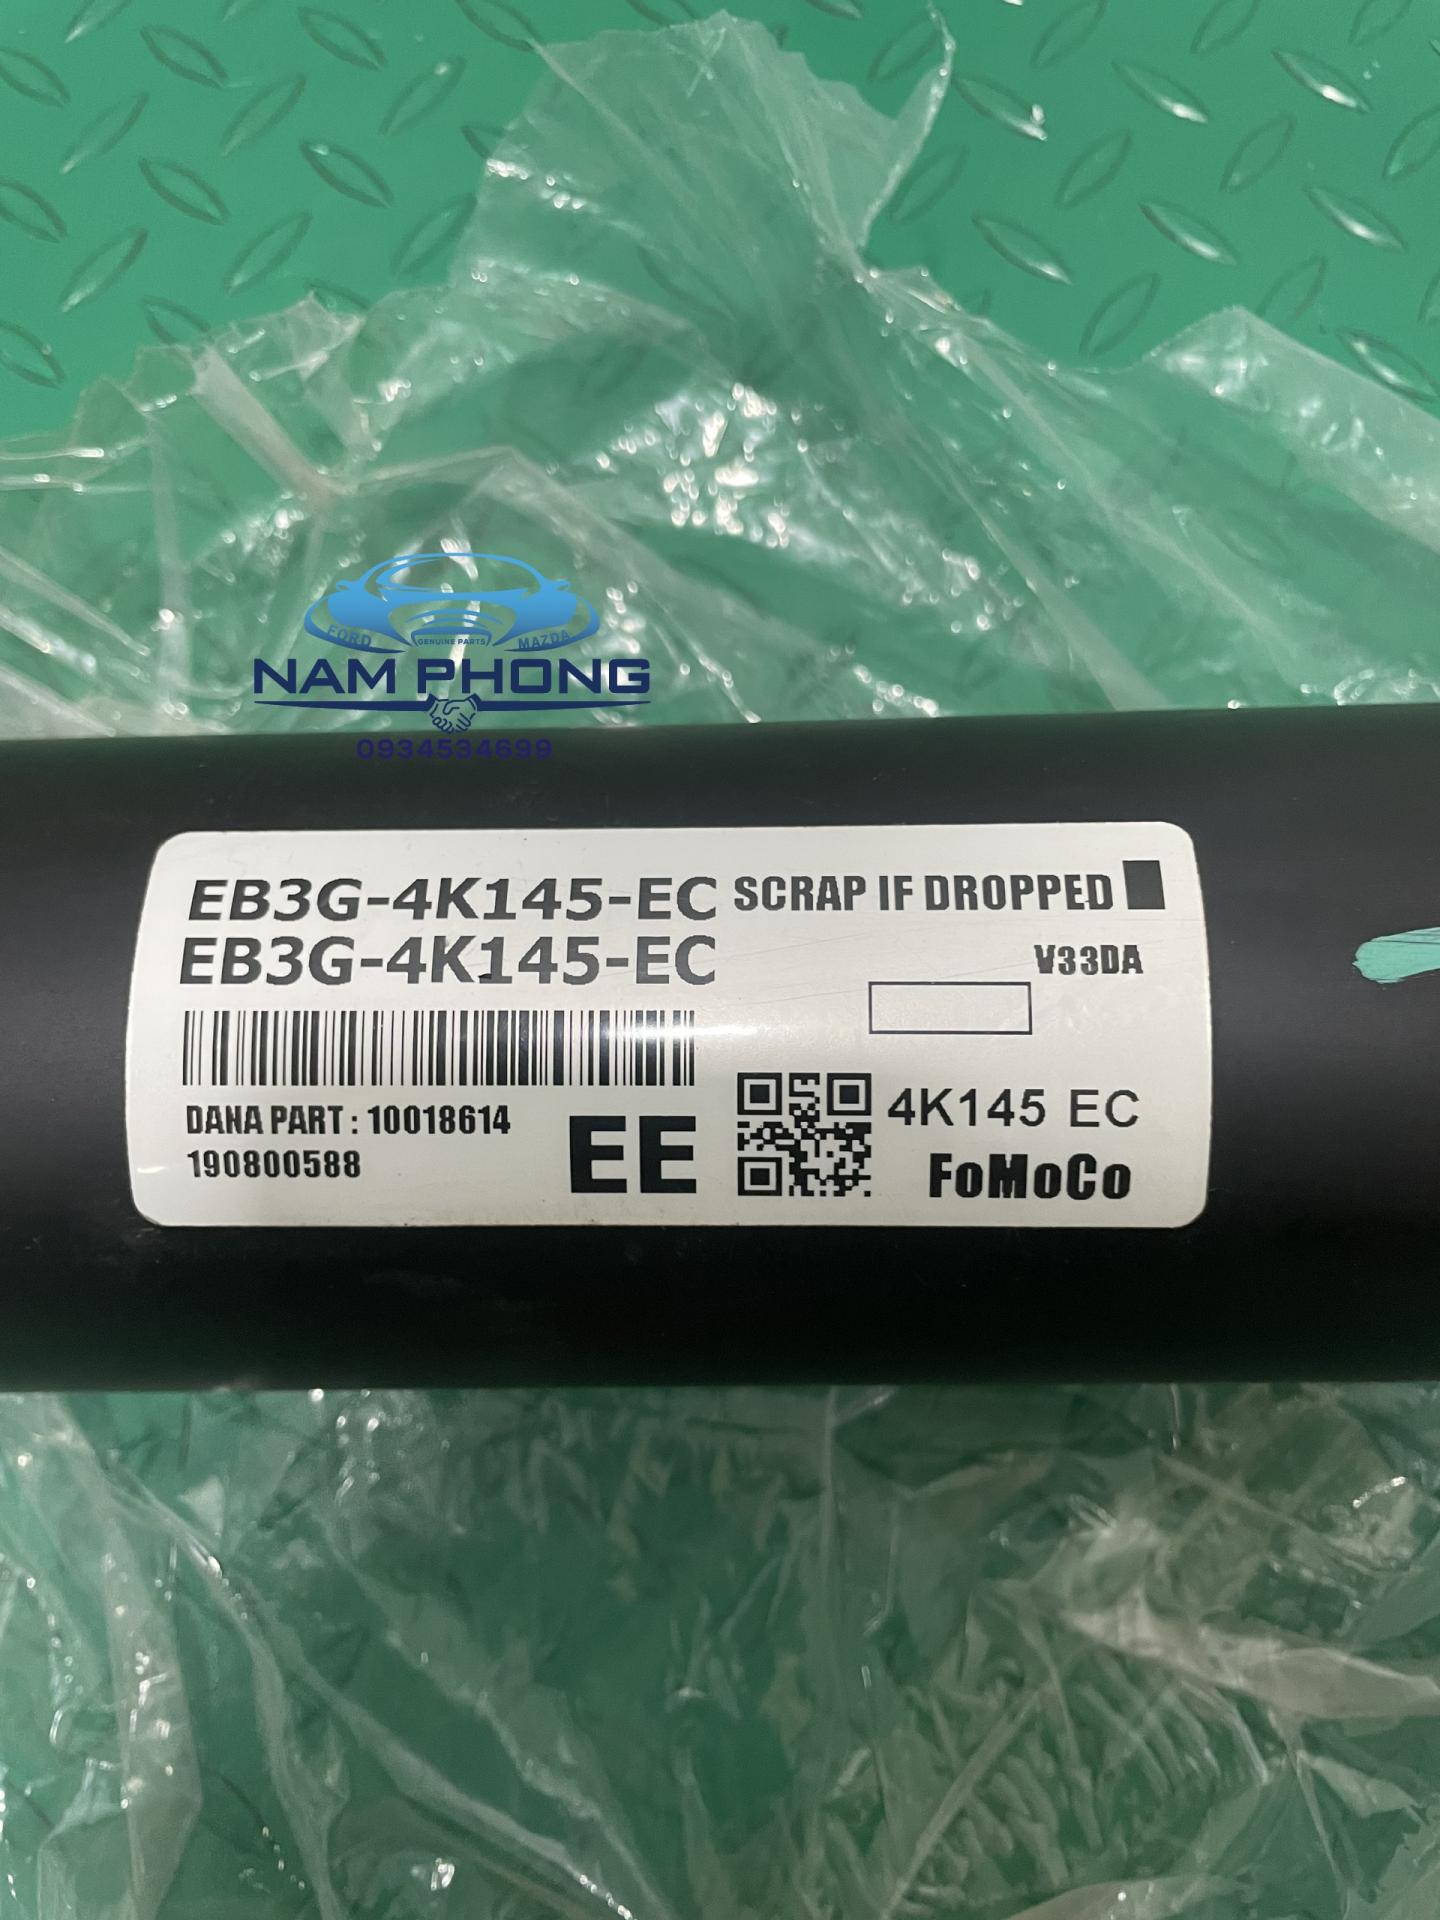 FORD GENUINE PARTS MAZDA
NAM PHONG
0934534699
EB3G-4K145-EC SCRAP IF DROPPED
EB3G-4K145-EC
V33DA
DANA PART : 10018614
190800588
EE
4K145 EC
FoMoCo